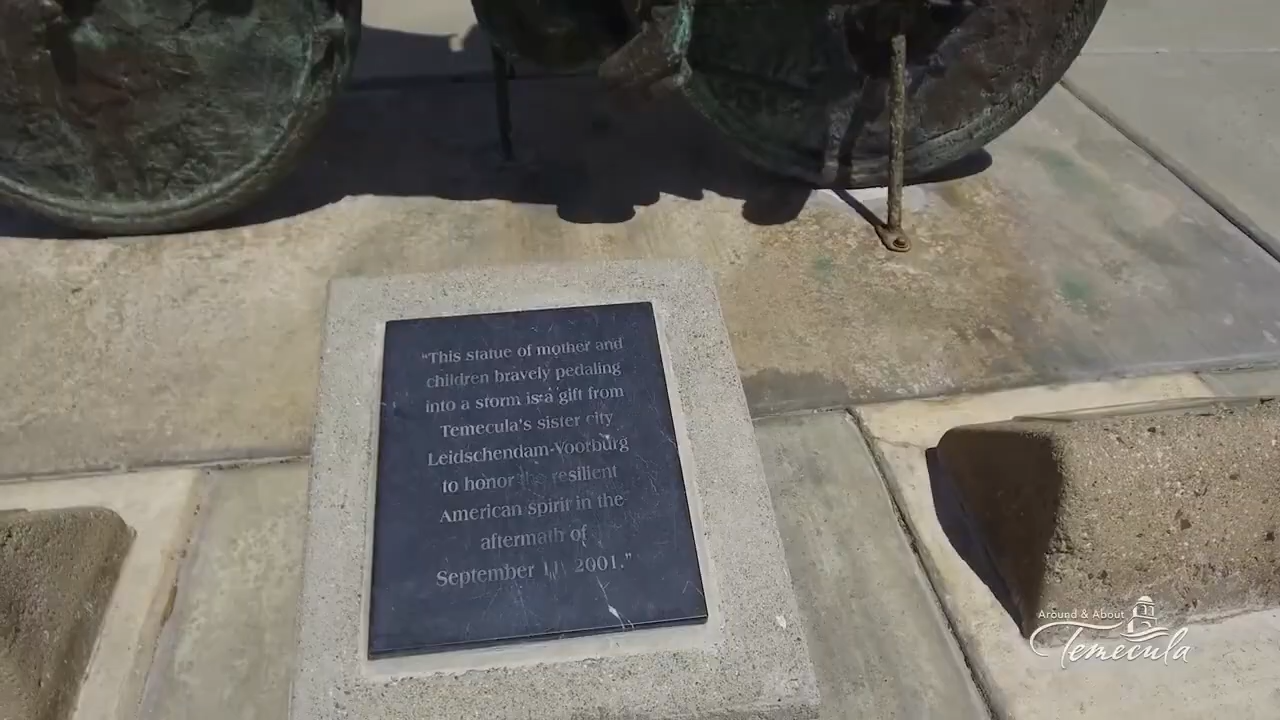 "This statue of mother and
children bravely pedaling
into a storm is a gift from
Temecula's sister city
Leidschendam-Voorburg
to honor the resilient
American spirit in the
aftermath of
September 11, 2001."
Around & About
Temecula